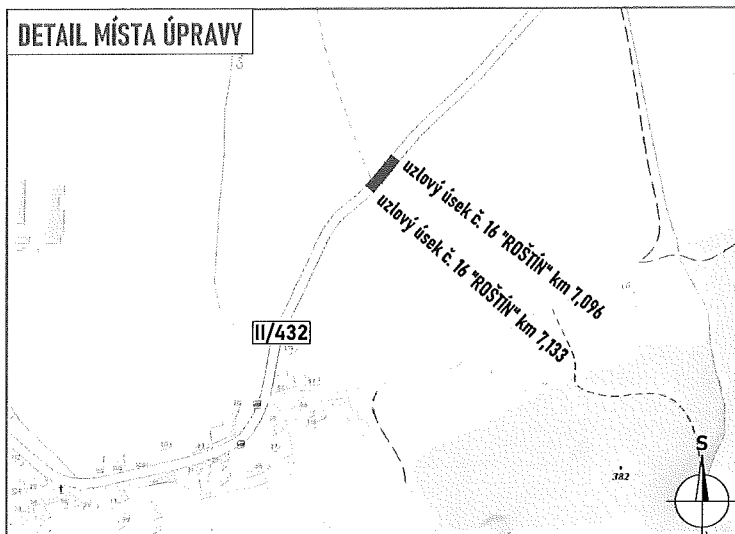 DETAIL MÍSTA ÚPRAVY
uzlový úsek č. 16 "ROŠTÍN" km 7,096
uzlový úsek č. 16 "ROŠTÍN" km 7,133
II/432
S
382